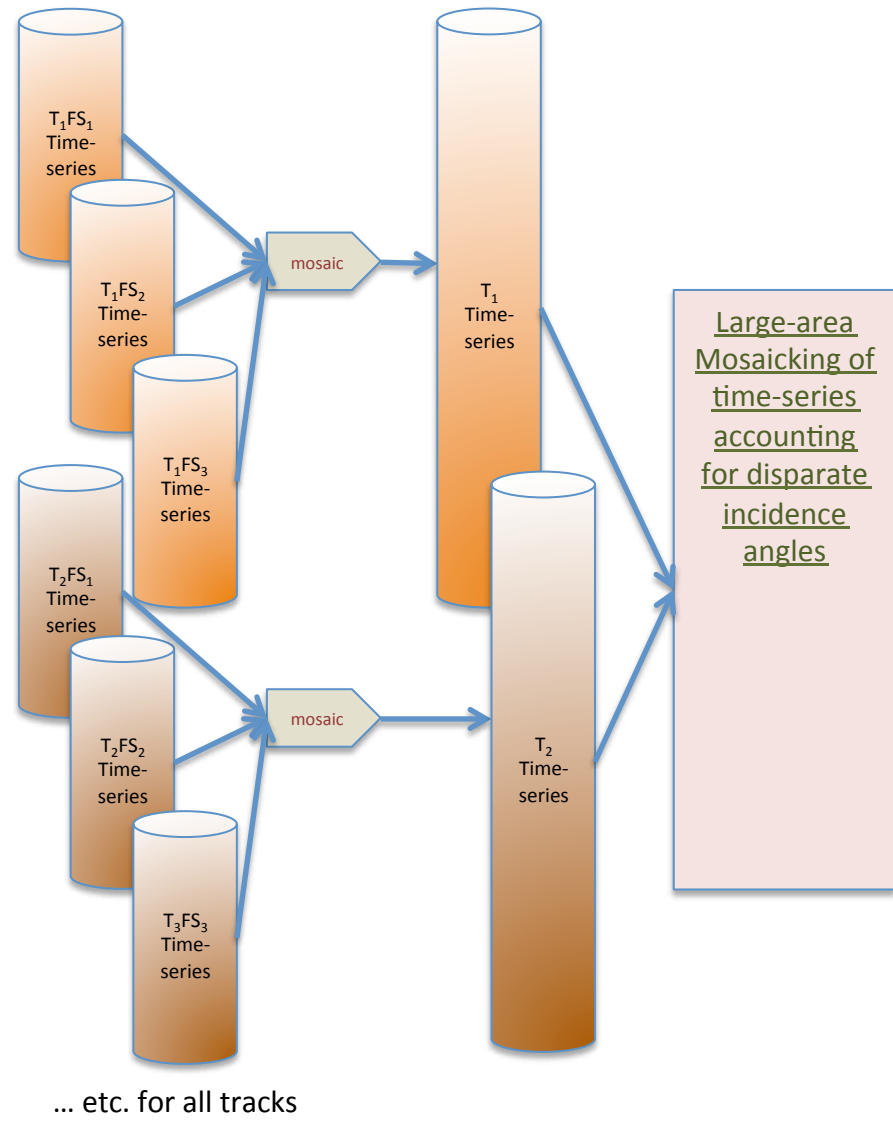 T₁FS₁
Time-
series
T₁FS₂
Time-
series
T₁FS₃
Time-
series
mosaic
T₁
Time-
series
T₂FS₁
Time-
series
T₂FS₂
Time-
series
T₃FS₃
Time-
series
mosaic
T₂
Time-
series
Large-area
Mosaicking of
time-series
accounting
for disparate
incidence
angles
… etc. for all tracks